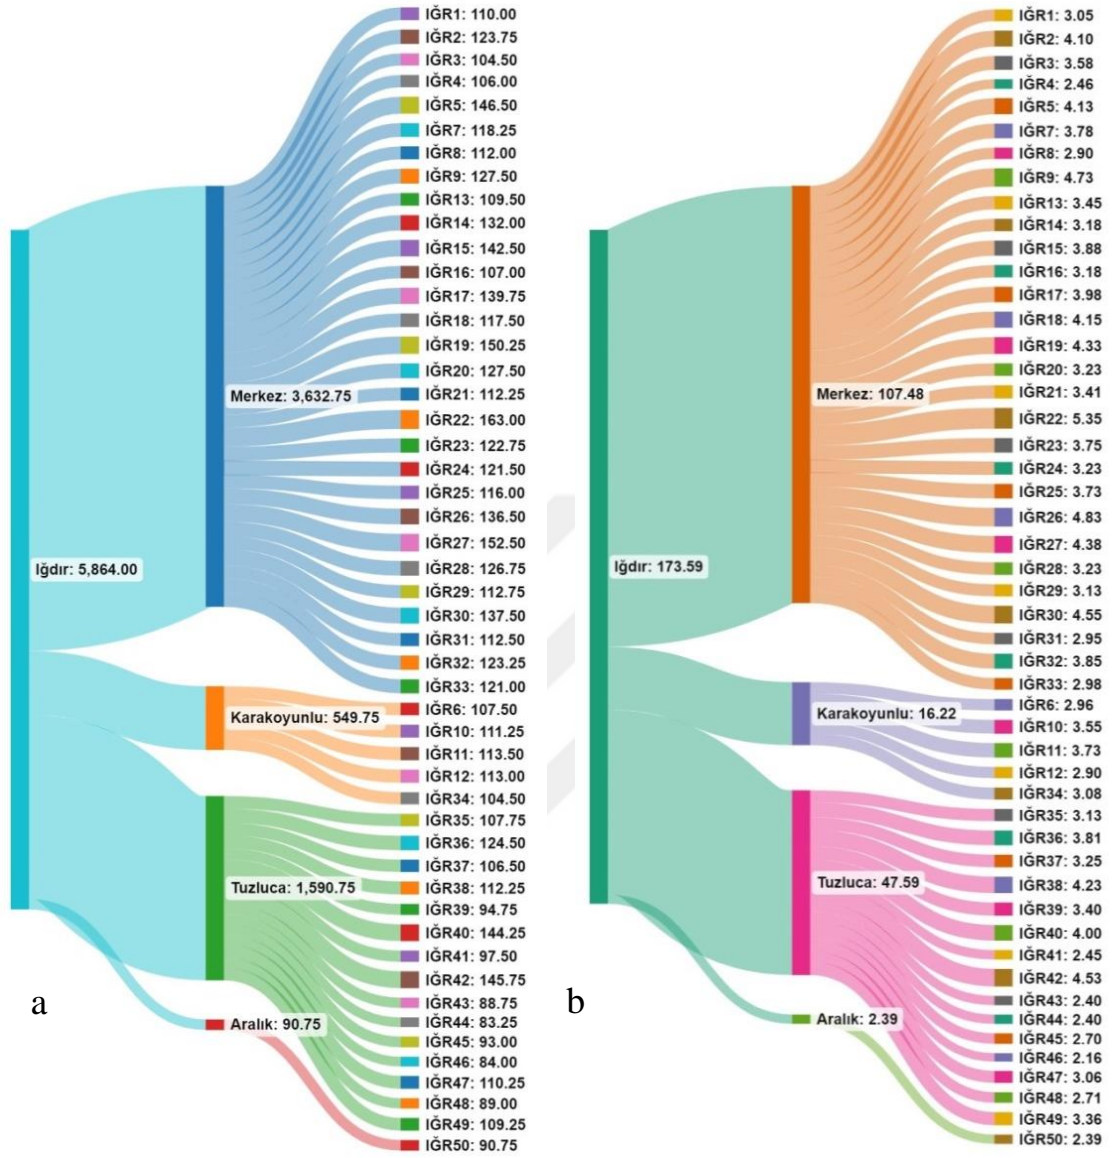 IĞR1: 110.00
IĞR2: 123.75
IĞR3: 104.50
IĞR4: 106.00
IĞR5: 146.50
IĞR7: 118.25
IĞR8: 112.00
IĞR9: 127.50
IĞR13: 109.50
IĞR14: 132.00
IĞR15: 142.50
IĞR16: 107.00
IĞR17: 139.75
IĞR18: 117.50
IĞR19: 150.25
IĞR20: 127.50
IĞR21: 112.25
Merkez: 3,632.75
IĞR22: 163.00
IĞR23: 122.75
IĞR24: 121.50
IĞR25: 116.00
IĞR26: 136.50
IĞR27: 152.50
IĞR28: 126.75
Iğdır: 5,864.00
IĞR29: 112.75
IĞR30: 137.50
IĞR31: 112.50
IĞR32: 123.25
IĞR33: 121.00
IĞR6: 107.50
Karakoyunlu: 549.75
IĞR10: 111.25
IĞR11: 113.50
IĞR12: 113.00
IĞR34: 104.50
IĞR35: 107.75
IĞR36: 124.50
IĞR37: 106.50
IĞR38: 112.25
Tuzluca: 1,590.75
IĞR39: 94.75
IĞR40: 144.25
IĞR41: 97.50
IĞR42: 145.75
IĞR43: 88.75
a
IĞR44: 83.25
Aralık: 90.75
IĞR45: 93.00
IĞR46: 84.00
IĞR47: 110.25
IĞR48: 89.00
IĞR49: 109.25
IĞR50: 90.75
IĞR1: 3.05
IĞR2: 4.10
IĞR3: 3.58
IĞR4: 2.46
IĞR5: 4.13
IĞR7: 3.78
IĞR8: 2.90
IĞR9: 4.73
IĞR13: 3.45
IĞR14: 3.18
IĞR15: 3.88
IĞR16: 3.18
IĞR17: 3.98
IĞR18: 4.15
IĞR19: 4.33
IĞR20: 3.23
IĞR21: 3.41
Merkez: 107.48
IĞR22: 5.35
IĞR23: 3.75
IĞR24: 3.23
IĞR25: 3.73
IĞR26: 4.83
IĞR27: 4.38
Iğdır: 173.59
IĞR28: 3.23
IĞR29: 3.13
IĞR30: 4.55
IĞR31: 2.95
IĞR32: 3.85
IĞR33: 2.98
IĞR6: 2.96
Karakoyunlu: 16.22
IĞR10: 3.55
IĞR11: 3.73
IĞR12: 2.90
IĞR34: 3.08
IĞR35: 3.13
IĞR36: 3.81
IĞR37: 3.25
Tuzluca: 47.59
IĞR38: 4.23
IĞR39: 3.40
IĞR40: 4.00
IĞR41: 2.45
IĞR42: 4.53
IĞR43: 2.40
b
IĞR44: 2.40
Aralık: 2.39
IĞR45: 2.70
IĞR46: 2.16
IĞR47: 3.06
IĞR48: 2.71
IĞR49: 3.36
IĞR50: 2.39